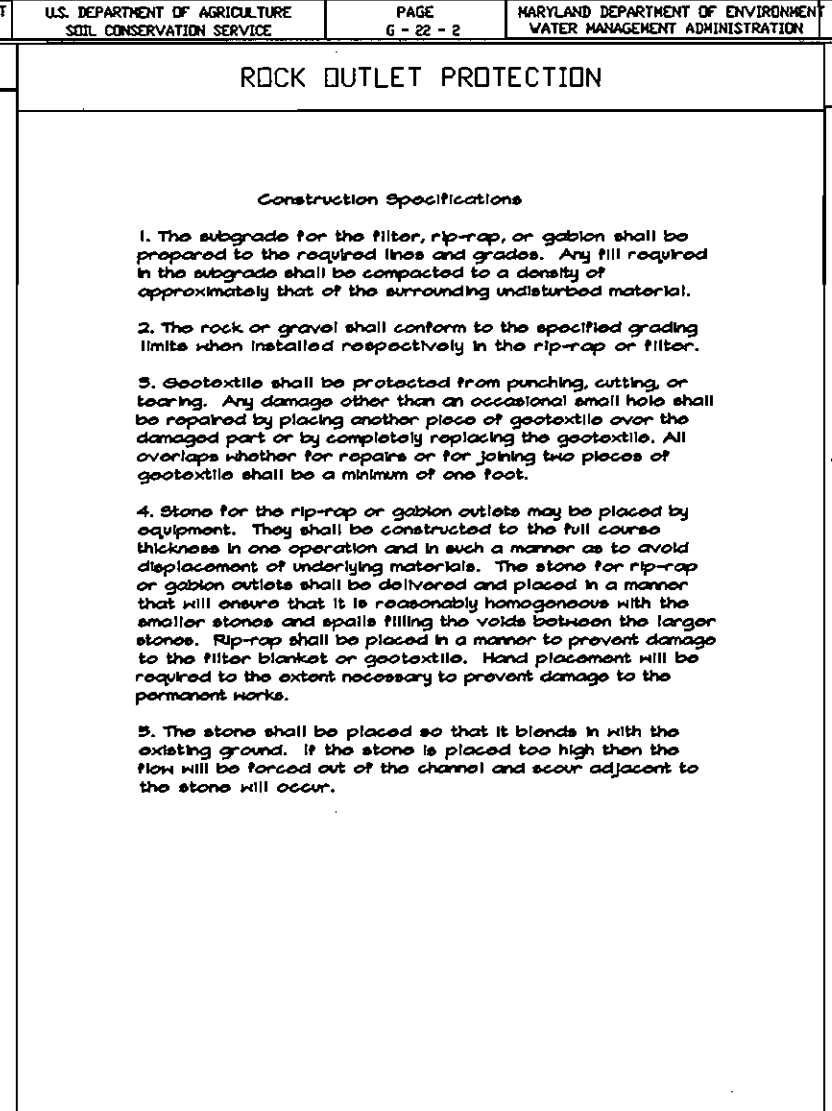 T
U.S. DEPARTMENT OF AGRICULTURE
SOIL CONSERVATION SERVICE
PAGE
G - 22 - 2
MARYLAND DEPARTMENT OF ENVIRONMENT
WATER MANAGEMENT ADMINISTRATION
ROCK OUTLET PROTECTION
Construction Specifications
1. The subgrade for the filter, rip-rap, or gabion shall be
prepared to the required lines and grades. Any fill required
in the subgrade shall be compacted to a density of
approximately that of the surrounding undisturbed material.
2. The rock or gravel shall conform to the specified grading
limits when installed respectively in the rip-rap or filter.
3. Geotextile shall be protected from punching, cutting, or
tearing. Any damage other than an occasional small hole shall
be repaired by placing another piece of geotextile over the
damaged part or by completely replacing the geotextile. All
overlaps whether for repairs or for joining two pieces of
geotextile shall be a minimum of one foot.
4. Stone for the rip-rap or gabion outlets may be placed by
equipment. They shall be constructed to the full course
thickness in one operation and in such a manner as to avoid
displacement of underlying materials. The stone for rip-rap
or gabion outlets shall be delivered and placed in a manner
that will ensure that it is reasonably homogeneous with the
smaller stones and spalls filling the voids between the larger
stones. Rip-rap shall be placed in a manner to prevent damage
to the filter blanket or geotextile. Hand placement will be
required to the extent necessary to prevent damage to the
permanent works.
5. The stone shall be placed so that it blends in with the
existing ground. If the stone is placed too high then the
flow will be forced out of the channel and scour adjacent to
the stone will occur.